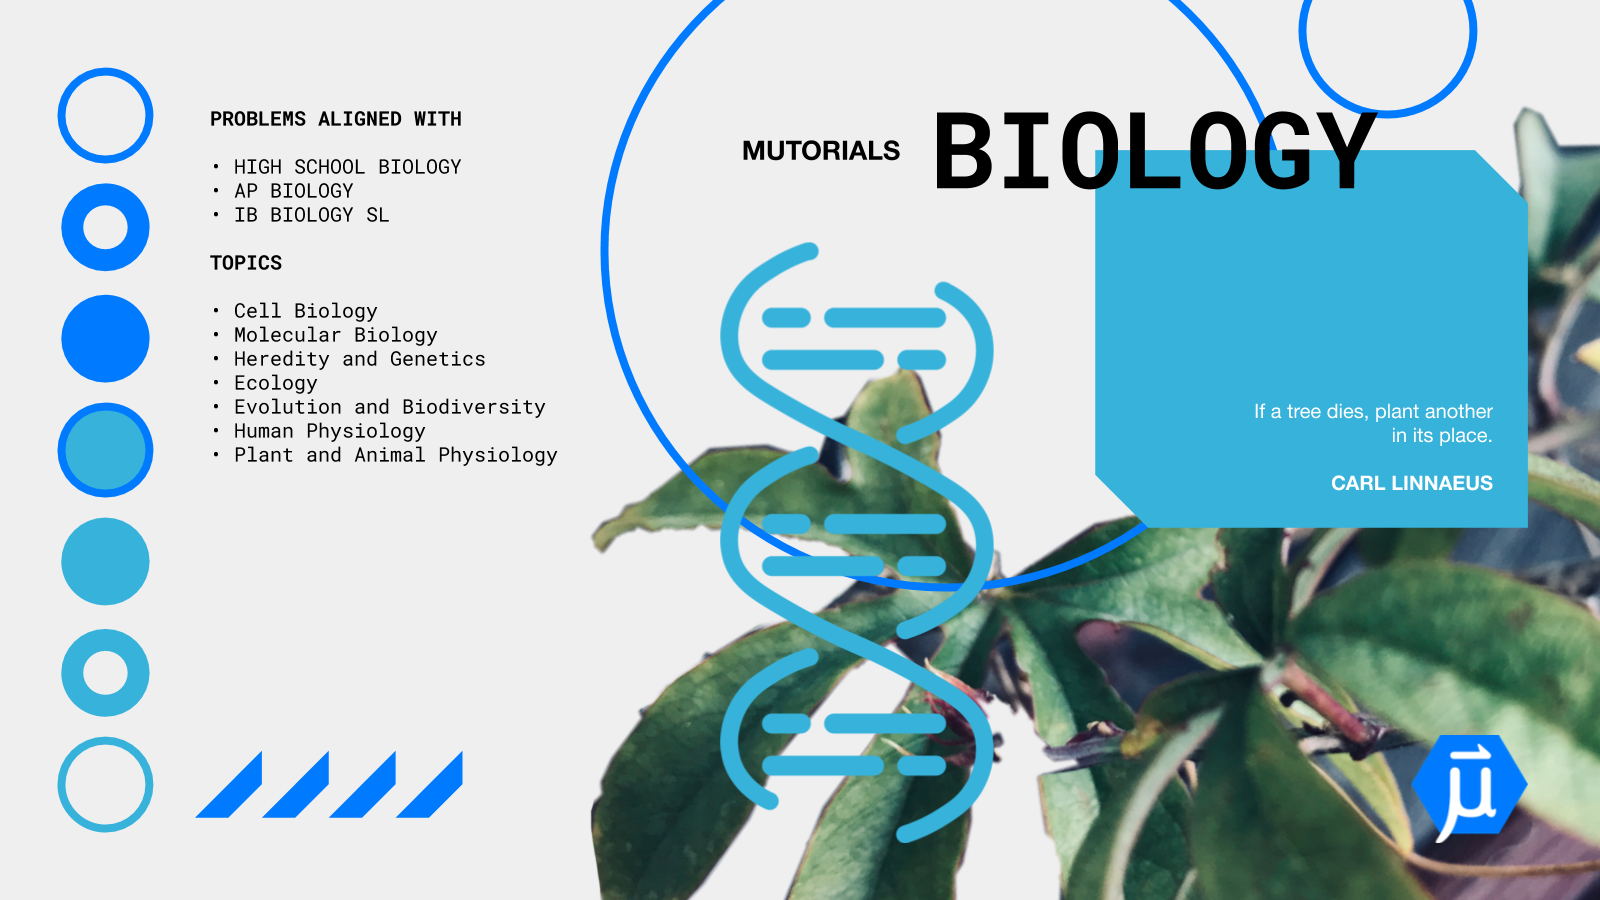 PROBLEMS ALIGNED WITH
• HIGH SCHOOL BIOLOGY
• AP BIOLOGY
• IB BIOLOGY SL
TOPICS
• Cell Biology
• Molecular Biology
• Heredity and Genetics
• Ecology
• Evolution and Biodiversity
• Human Physiology
• Plant and Animal Physiology
MUTORIALS BIOLOGY
If a tree dies, plant another
in its place.
CARL LINNAEUS
μ